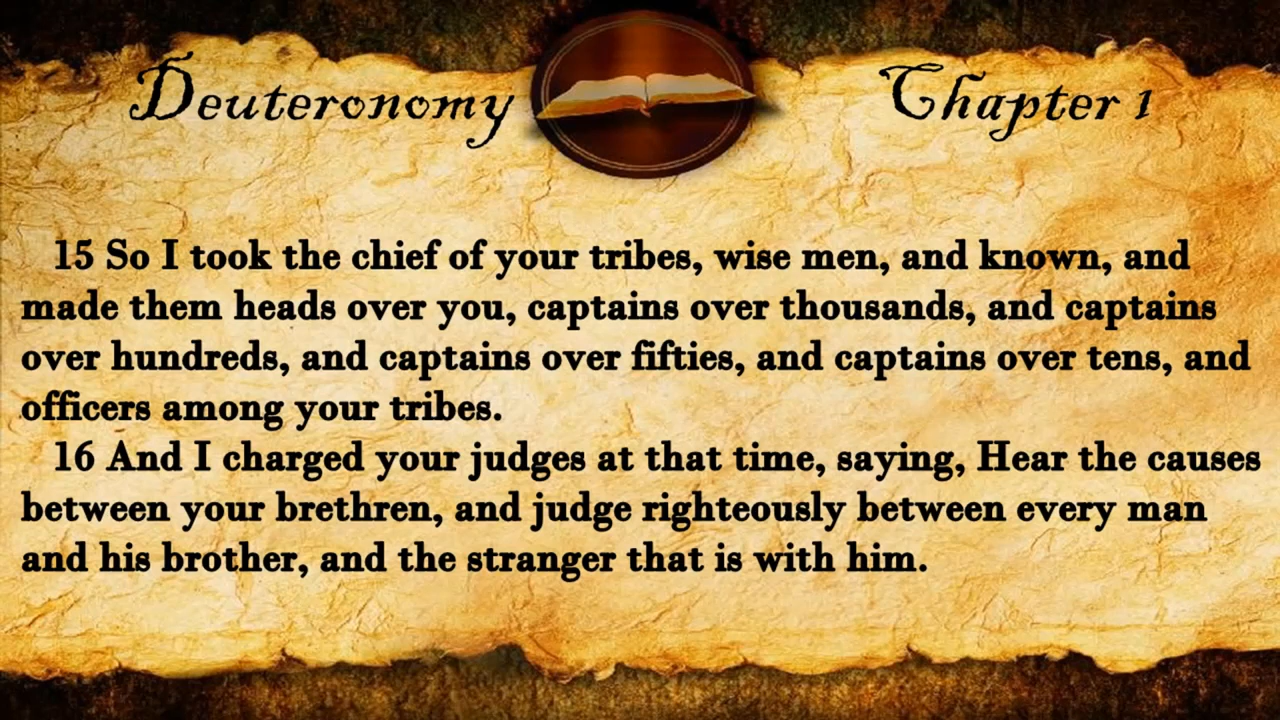 Deuteronomy Chapter 1
15 So I took the chief of your tribes, wise men, and known, and
made them heads over you, captains over thousands, and captains
over hundreds, and captains over fifties, and captains over tens, and
officers among your tribes.
16 And I charged your judges at that time, saying, Hear the causes
between your brethren, and judge righteously between every man
and his brother, and the stranger that is with him.